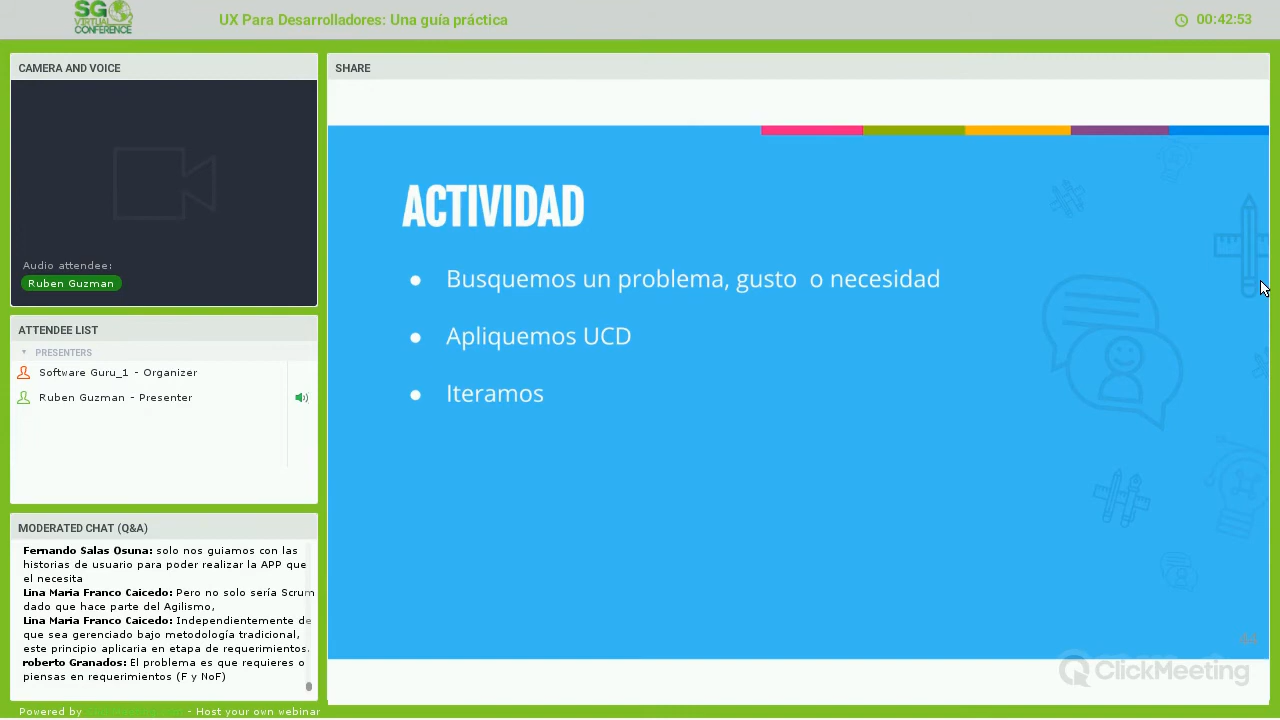 SG
VIRTUAL
CONFERENCE
UX Para Desarrolladores: Una guía práctica
00:42:53
CAMERA AND VOICE
Audio attendee:
Ruben Guzman
ATTENDEE LIST
PRESENTERS
Software Guru_1 - Organizer
Ruben Guzman - Presenter
MODERATED CHAT (Q&A)
Fernando Salas Osuna: solo nos guiamos con las
historias de usuario para poder realizar la APP que
el necesita
Lina Maria Franco Caicedo: Pero no solo sería Scrum
dado que hace parte del Agilismo,
Lina Maria Franco Caicedo: Independientemente de
que sea gerenciado bajo metodología tradicional,
este principio aplicaria en etapa de requerimientos.
roberto Granados: El problema es que requieres o
piensas en requerimientos (F y NoF)
Powered by - Host your own webinar
SHARE
ACTIVIDAD
● Busquemos un problema, gusto o necesidad
● Apliquemos UCD
● Iteramos
ClickMeeting